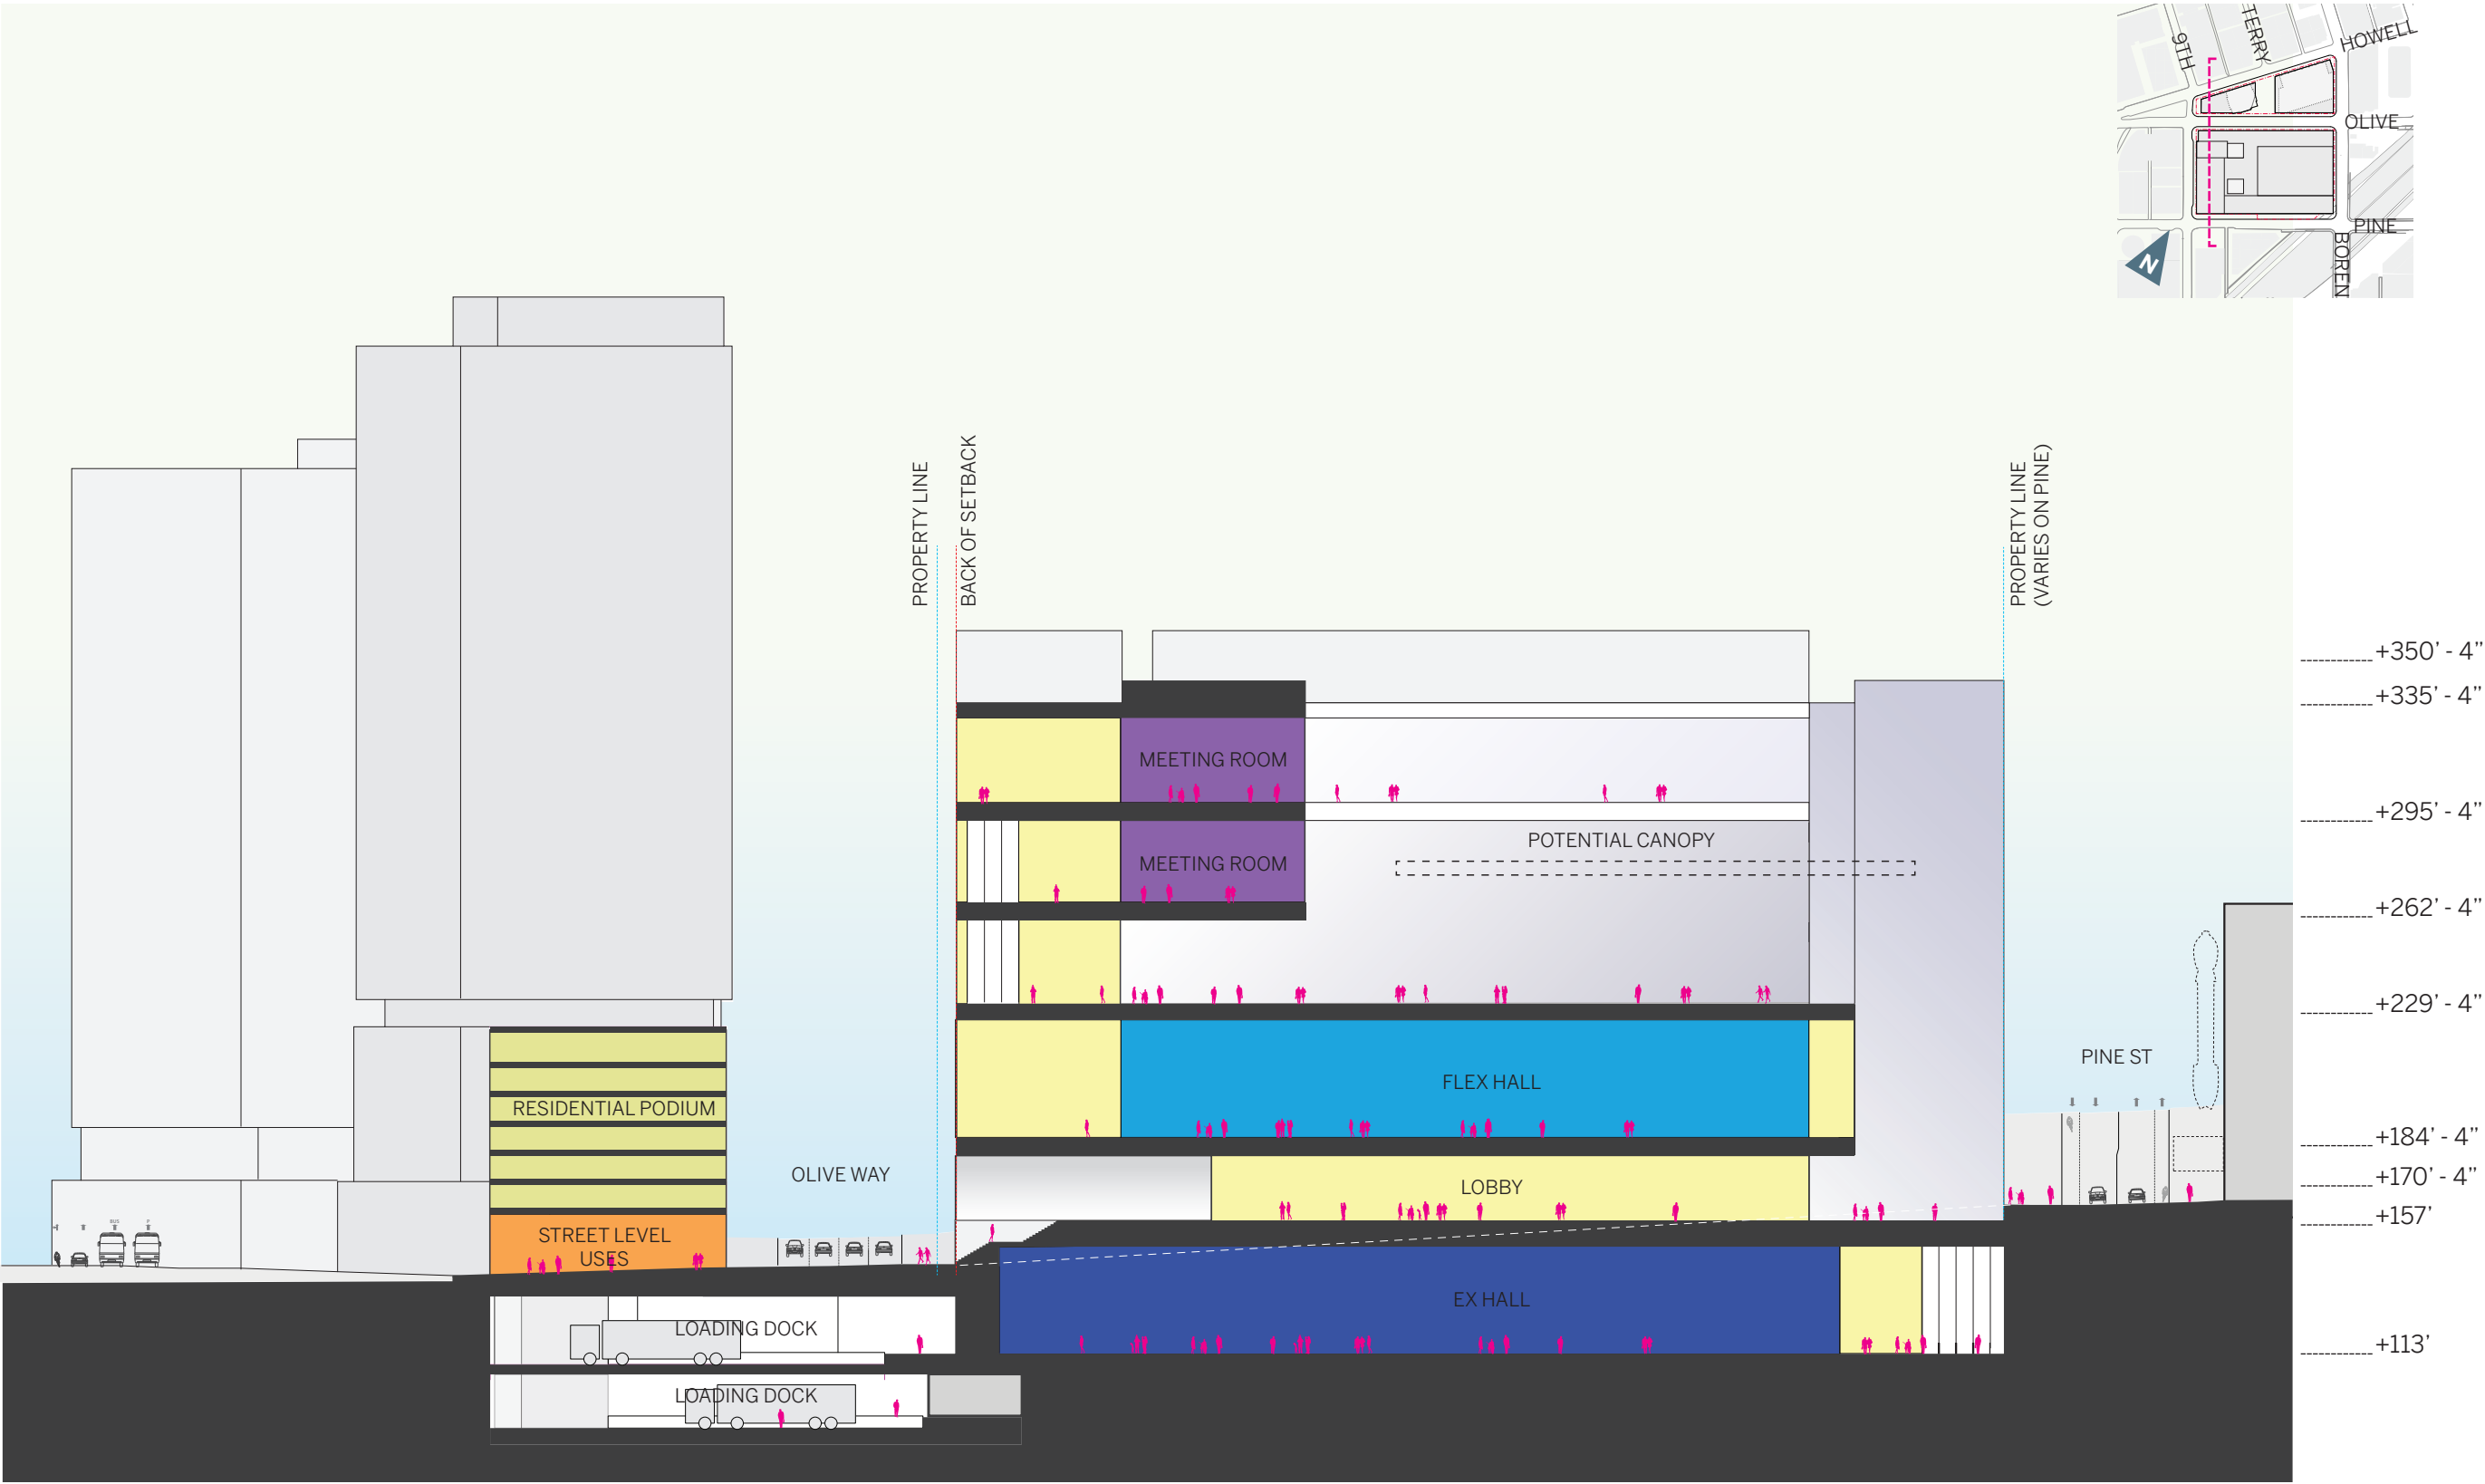 9TH
TERRY
HOWELL
OLIVE
PINE
BOREN
N
PROPERTY LINE
BACK OF SETBACK
PROPERTY LINE
(VARIES ON PINE)
+350’ - 4”
+335’ - 4”
+295’ - 4”
+262’ - 4”
+229’ - 4”
+184’ - 4”
+170’ - 4”
+157’
+113’
MEETING ROOM
POTENTIAL CANOPY
MEETING ROOM
FLEX HALL
PINE ST
RESIDENTIAL PODIUM
OLIVE WAY
LOBBY
STREET LEVEL
USES
BUS
EX HALL
LOADING DOCK
LOADING DOCK